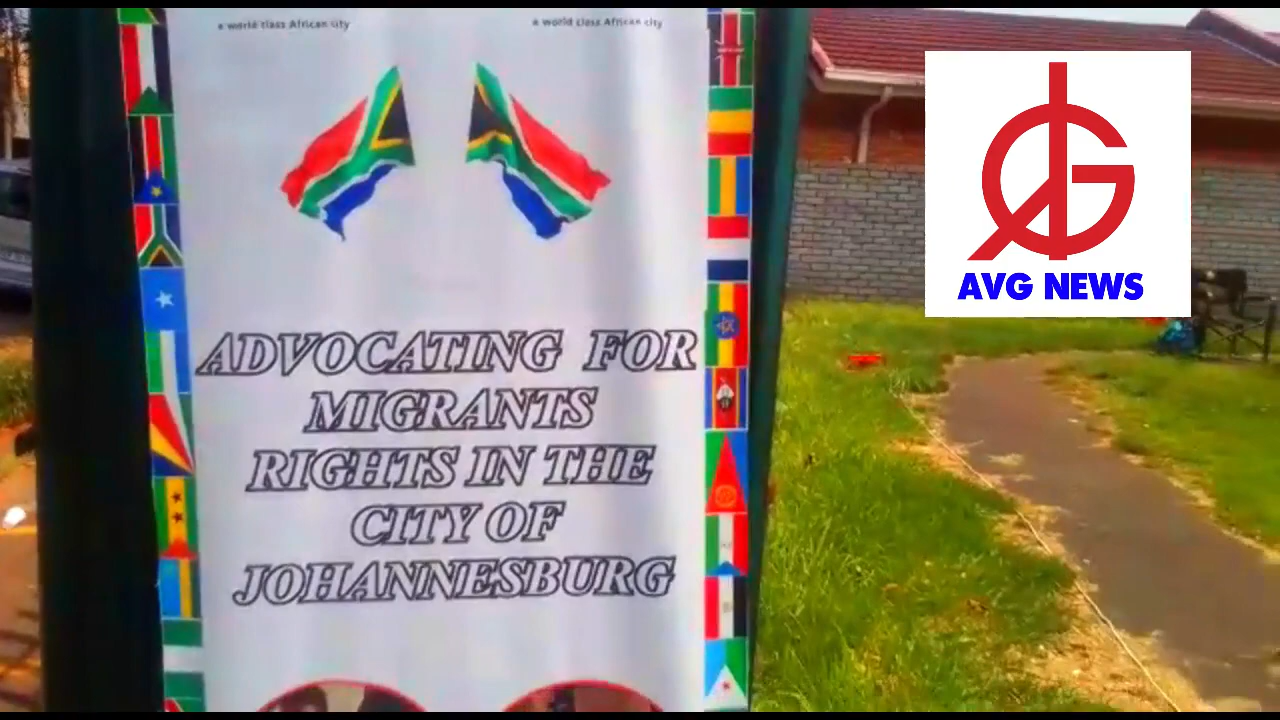 a world class African city
a world class African city
ADVOCATING FOR
MIGRANTS
RIGHTS IN THE
CITY OF
JOHANNESBURG
AVG NEWS